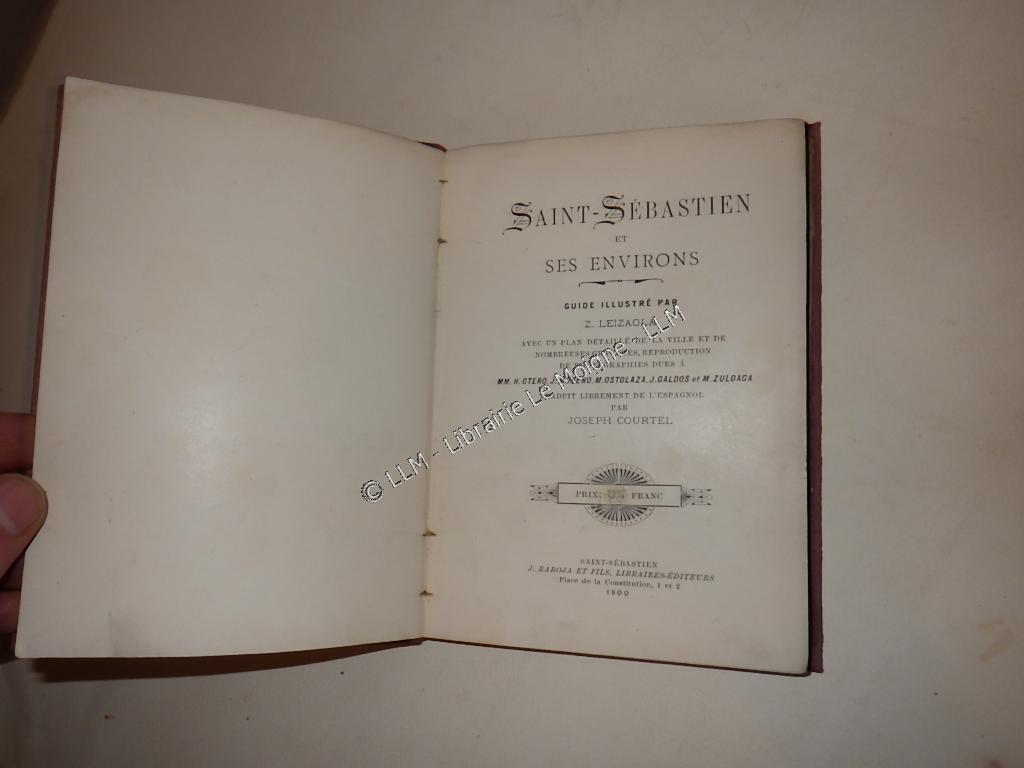 SAINT-SÉBASTIEN
ET
SES ENVIRONS
GUIDE ILLUSTRÉ PAR
Z. LEIZAOLA
AVEC UN PLAN DÉTAILLÉ DE LA VILLE ET DE
NOMBREUSES REPRODUCTION
DE DUES À
MM. H. OTERO, M. OSTOLAZA, J. GALDOS et M. ZULOAGA
LIBREMENT DE L'ESPAGNOL
PAR
JOSEPH COURTEL
PRIX: UN FRANC
SAINT-SÉBASTIEN
J. BAROJA ET FILS, LIBRAIRES-ÉDITEURS
Place de la Constitution, 1 et 2
1900
© LLM - Librairie Le Moigne - LLM